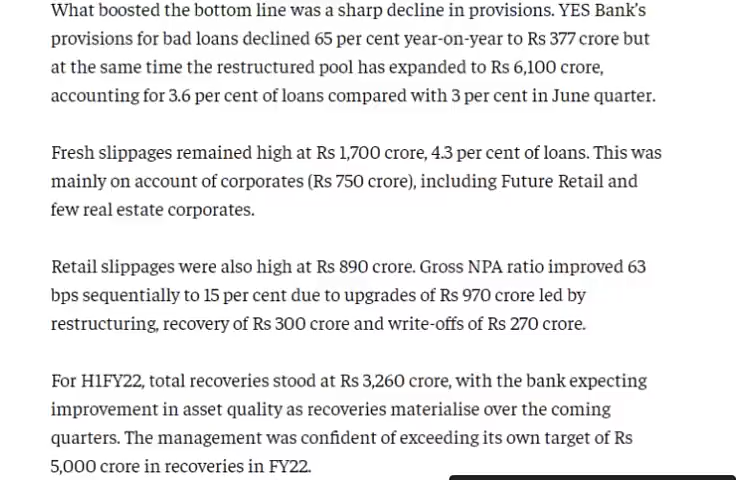 What boosted the bottom line was a sharp decline in provisions. YES Bank's
provisions for bad loans declined 65 per cent year-on-year to Rs 377 crore but
at the same time the restructured pool has expanded to Rs 6,100 crore,
accounting for 3.6 per cent of loans compared with 3 per cent in June quarter.
Fresh slippages remained high at Rs 1,700 crore, 4.3 per cent of loans. This was
mainly on account of corporates (Rs 750 crore), including Future Retail and
few real estate corporates.
Retail slippages were also high at Rs 890 crore. Gross NPA ratio improved 63
bps sequentially to 15 per cent due to upgrades of Rs 970 crore led by
restructuring, recovery of Rs 300 crore and write-offs of Rs 270 crore.
For H1FY22, total recoveries stood at Rs 3,260 crore, with the bank expecting
improvement in asset quality as recoveries materialise over the coming
quarters. The management was confident of exceeding its own target of Rs
5,000 crore in recoveries in FY22.